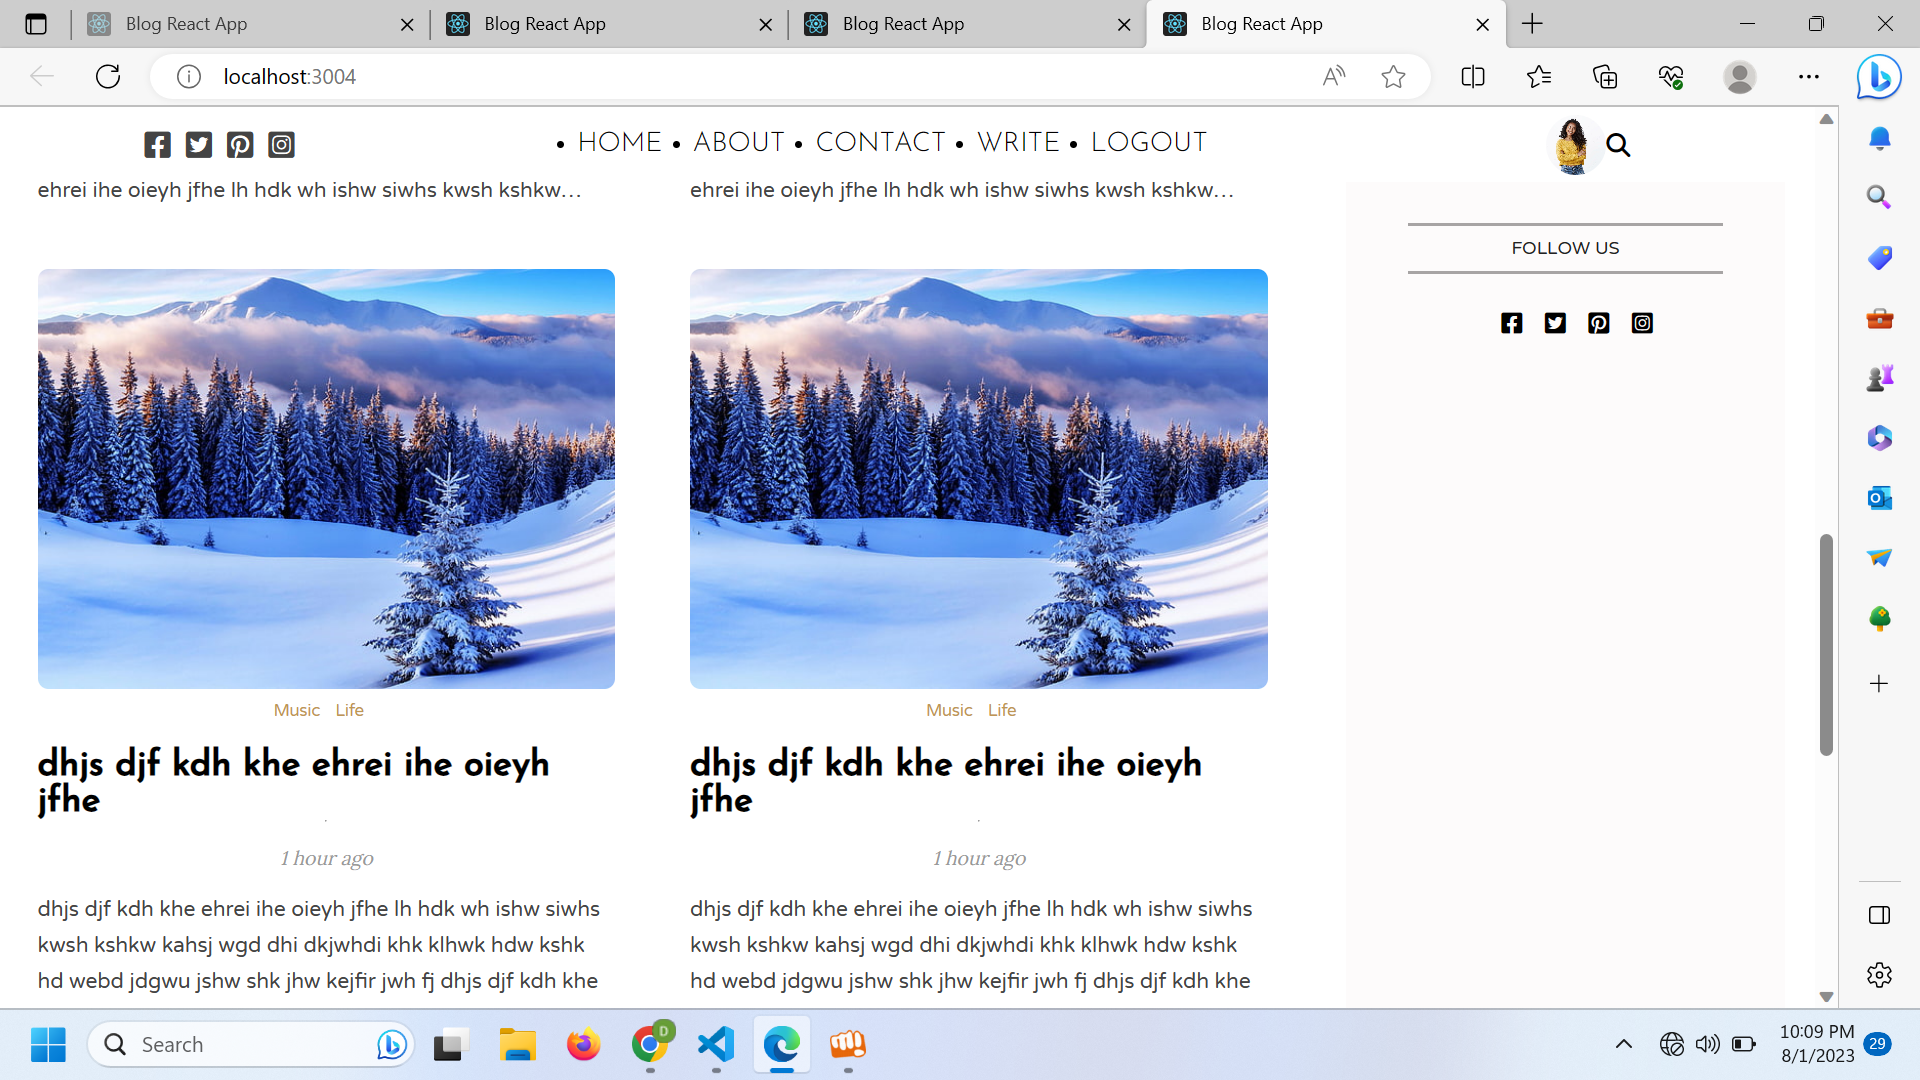 Blog React App
Blog React App
Blog React App
Blog React App
localhost:3004
• HOME • ABOUT • CONTACT • WRITE • LOGOUT
ehrei ihe oieyh jfhe lh hdk wh ishw siwhs kwsh kshkw...
ehrei ihe oieyh jfhe lh hdk wh ishw siwhs kwsh kshkw...
FOLLOW US
Music Life
dhjs djf kdh khe ehrei ihe oieyh
jfhe
1 hour ago
dhjs djf kdh khe ehrei ihe oieyh jfhe lh hdk wh ishw siwhs
kwsh kshkw kahsj wgd dhi dkjwhdi khk klhwk hdw kshk
hd webd jdgwu jshw shk jhw kejfir jwh fj dhjs djf kdh khe
Music Life
dhjs djf kdh khe ehrei ihe oieyh
jfhe
1 hour ago
dhjs djf kdh khe ehrei ihe oieyh jfhe lh hdk wh ishw siwhs
kwsh kshkw kahsj wgd dhi dkjwhdi khk klhwk hdw kshk
hd webd jdgwu jshw shk jhw kejfir jwh fj dhjs djf kdh khe
Search
D
10:09 PM
8/1/2023
29